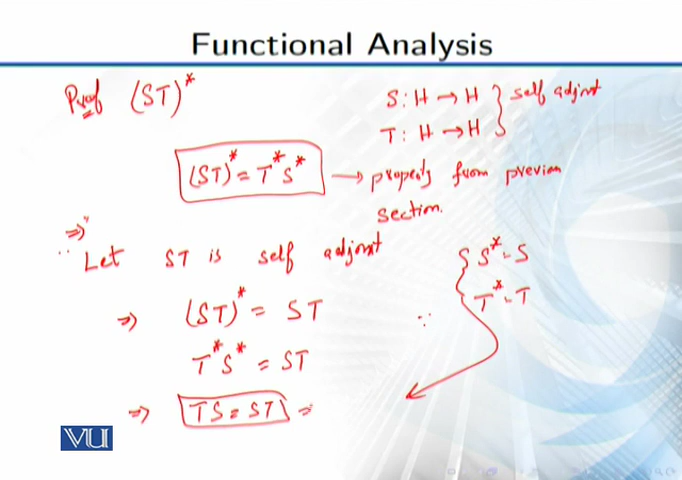 Functional Analysis
Proof (ST)*
S : H → H } self adjoint
T : H → H
(ST)* = T* S* → property from previous
section.
"⇒"
Let ST is self adjoint
S* = S
T* = T
⇒ (ST)* = ST ∵
T* S* = ST
⇒ TS = ST =
VU